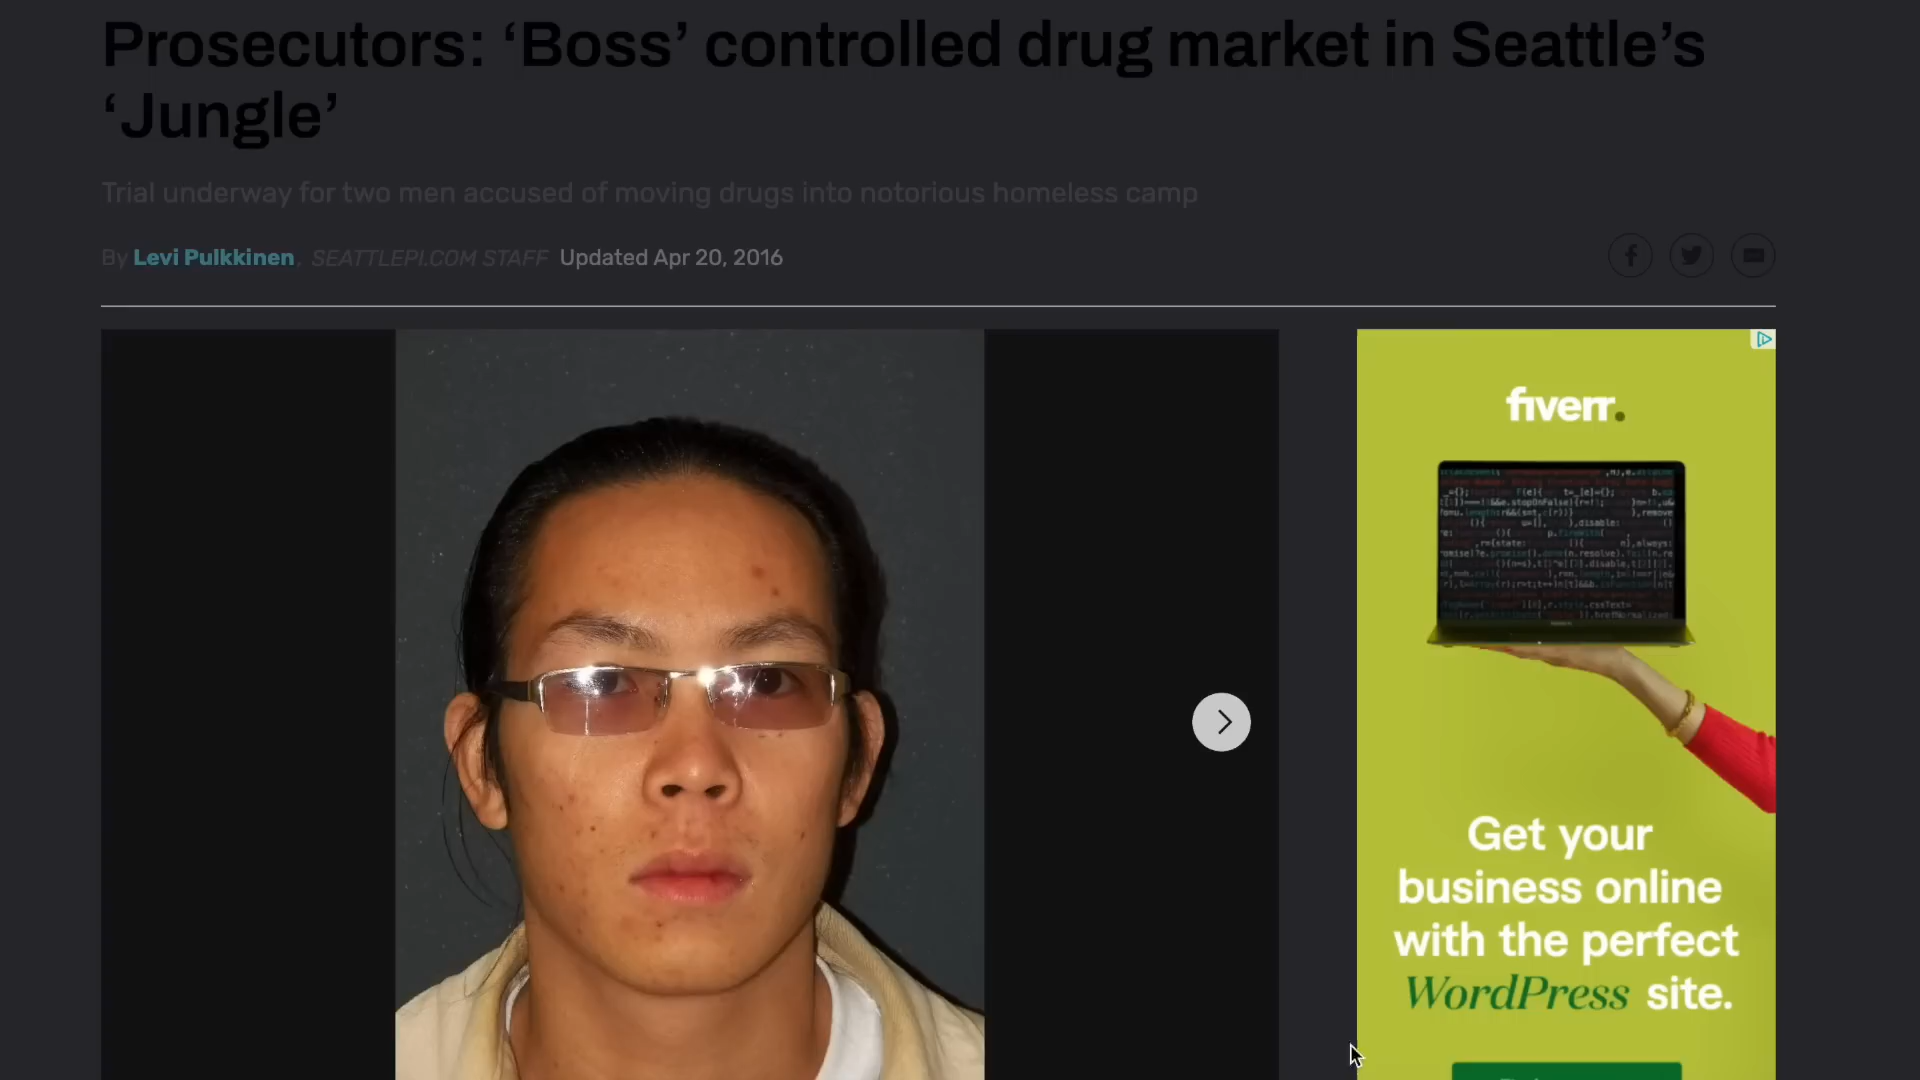 Prosecutors: ‘Boss’ controlled drug market in Seattle’s
‘Jungle’
Trial underway for two men accused of moving drugs into notorious homeless camp
By Levi Pulkkinen, SEATTLEPI.COM STAFF Updated Apr 20, 2016
fiverr.
Get your
business online
with the perfect
WordPress site.